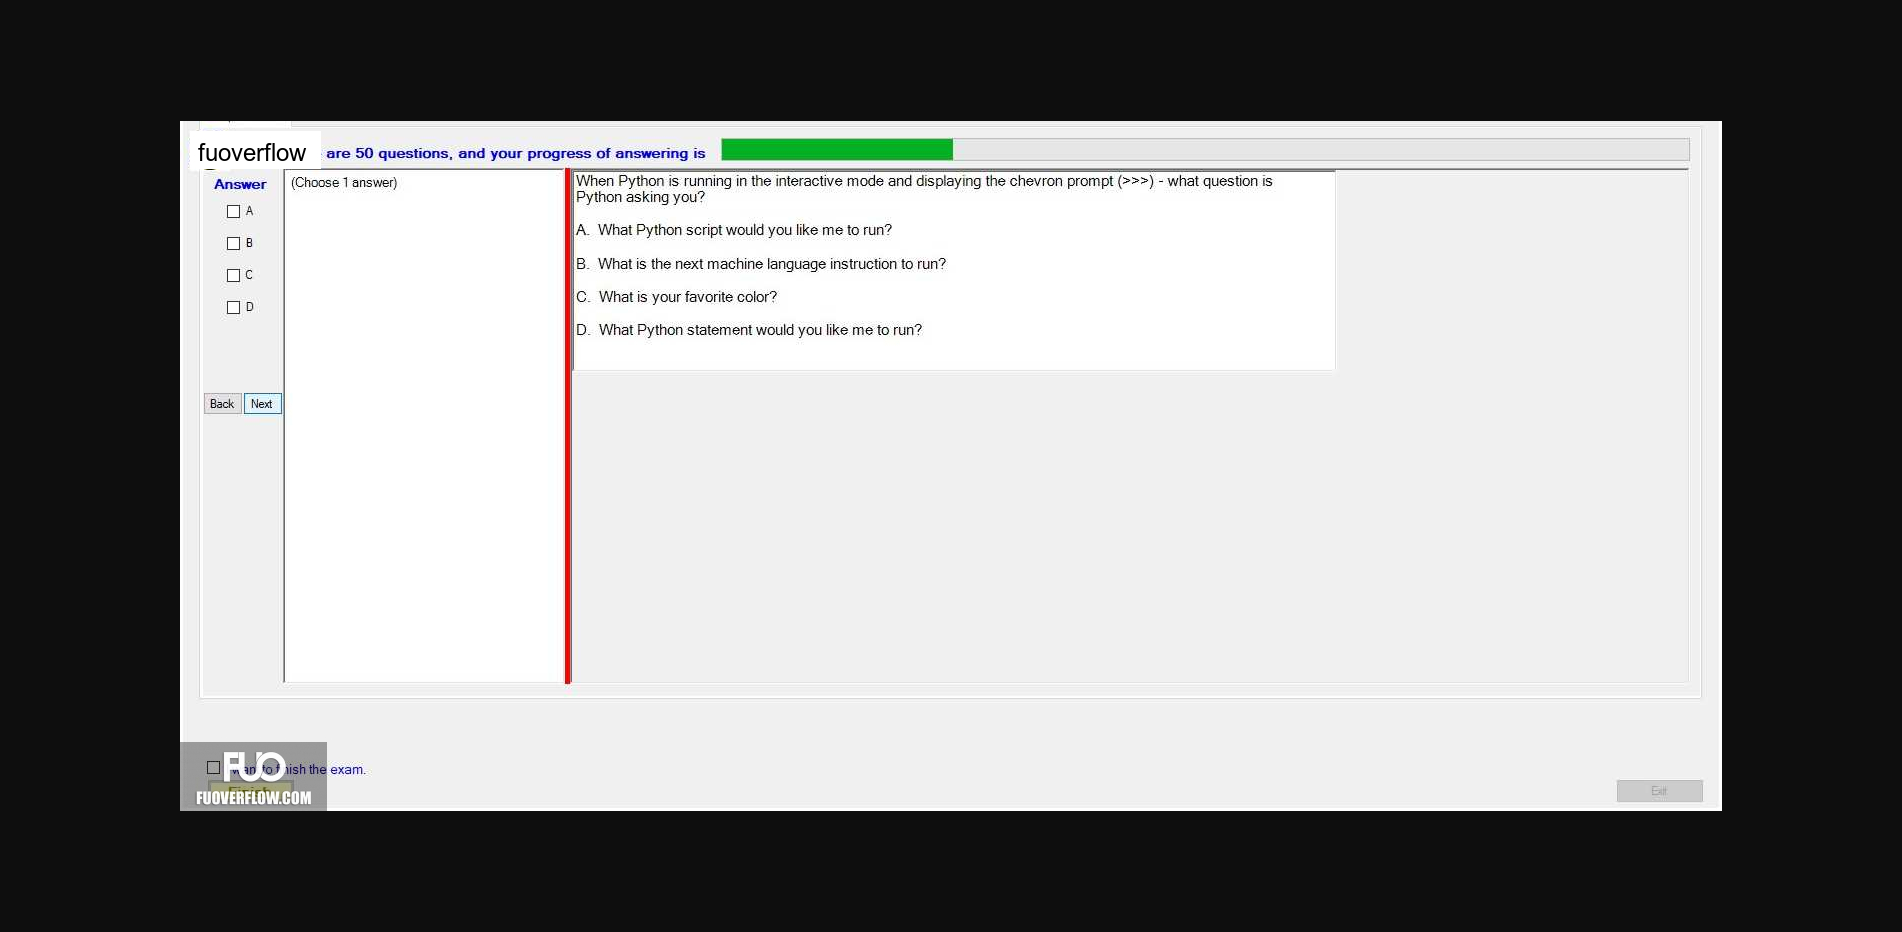 fuoverflow are 50 questions, and your progress of answering is
Answer
(Choose 1 answer)
A
B
C
D
Back Next
When Python is running in the interactive mode and displaying the chevron prompt (>>>) - what question is
Python asking you?
A. What Python script would you like me to run?
B. What is the next machine language instruction to run?
C. What is your favorite color?
D. What Python statement would you like me to run?
want to finish the exam.
Finish
FUO
FUOVERFLOW.COM
Exit